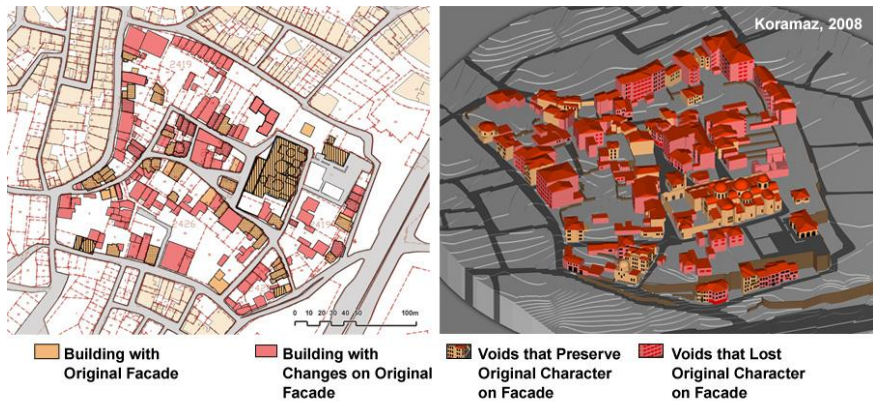 Koramaz, 2008
2419
2426
0 10 20 30 40 50 100m
Building with
Original Facade
Building with
Changes on Original
Facade
Voids that Preserve
Original Character
on Facade
Voids that Lost
Original Character
on Facade